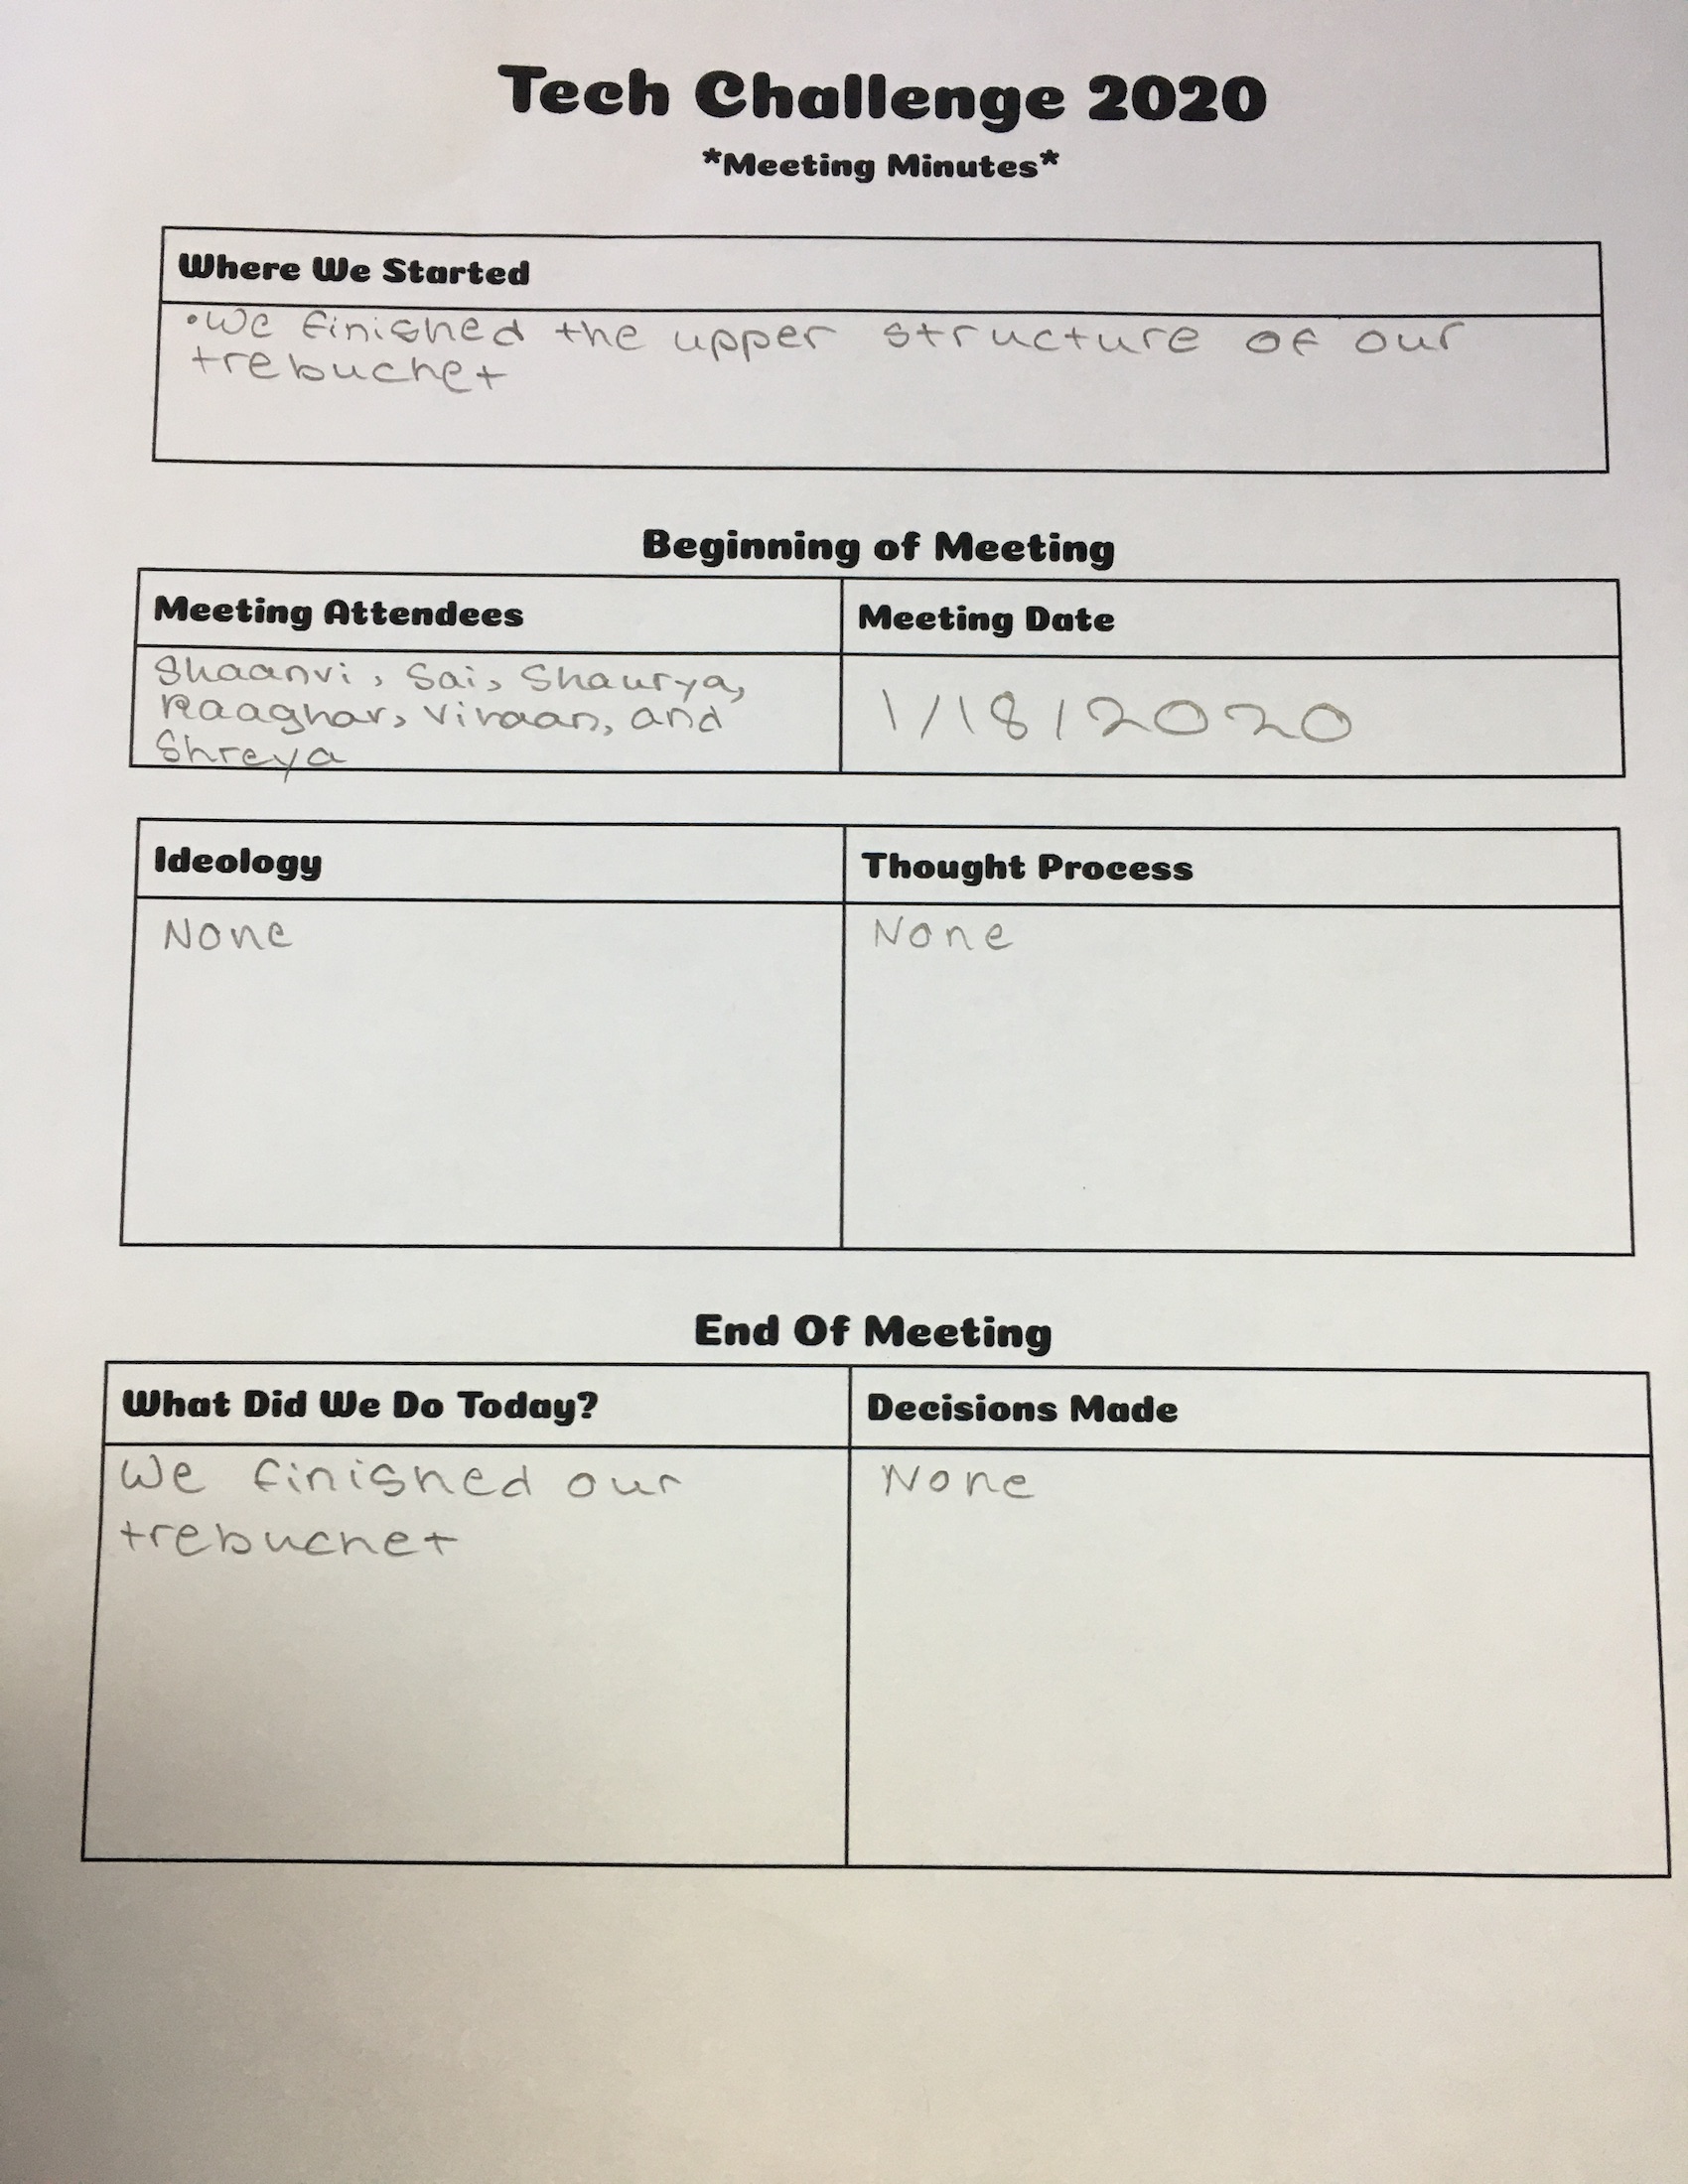 Tech Challenge 2020
*Meeting Minutes*
Where We Started
•We finished the upper structure of our
trebuchet
Beginning of Meeting
Meeting Attendees
Meeting Date
Shaanvi, Sai, Shaurya,
Raaghav, Vivaan, and
Shreya
1/18/2020
Ideology
Thought Process
None
None
End Of Meeting
What Did We Do Today?
Decisions Made
We finished our
trebuchet
None